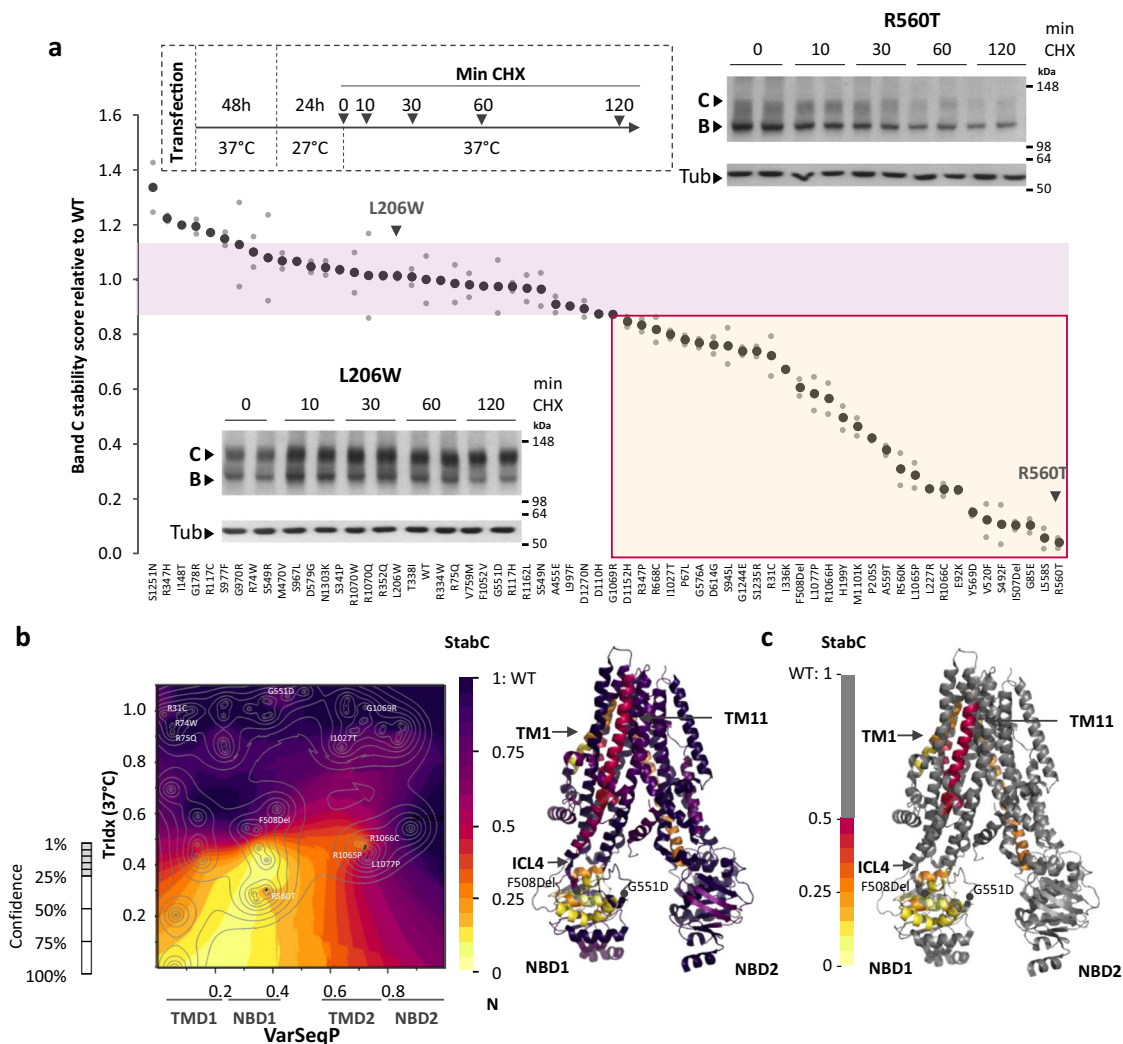 a
Transfection
48h
24h
Min CHX
0 10 30 60 120
37°C
27°C
37°C
R560T
0 10 30 60 120
min
CHX
kDa
C
B
148
98
64
Tub
50
Band C stability score relative to WT
1.6
1.4
1.2
1.0
0.8
0.6
0.4
0.2
0.0
L206W
R560T
L206W
0 10 30 60 120
min
CHX
kDa
C
B
148
98
64
Tub
50
S1251N R347H I148T G178R R117C S977F G970R R74W S549R M470V S967L D579G N1303K S341P R1070W R1070Q R352Q L206W T338I WT R334W R75Q V759M F1052V G551D R117H R1162L S549N A455E L997F D1270N D110H G1069R D1152H R347P R668C I1027T P67L G576A D614G S945L G1244E S1235R R31C I336K F508Del L1077P R1066H H199Y M1101K P205S A559T R560K L1065P L227R R1066C E92K Y569D V520F S492F I507Del G85E L558S R560T
b
Confidence
1%
25%
50%
75%
100%
TrIdx (37°C)
1.0
0.8
0.6
0.4
0.2
G551D
R31C
G1069R
R74W
R75Q
I1027T
F508Del
R1066C
R1065P
L1077P
R560T
0.2 0.4 0.6 0.8
TMD1 NBD1 TMD2 NBD2
VarSeqP
StabC
1: WT
0.75
0.5
0.25
0
N
TM1
TM11
ICL4
F508Del
G551D
NBD1
NBD2
c
StabC
WT: 1
0.5
0.25
0
TM1
TM11
ICL4
F508Del
G551D
NBD1
NBD2